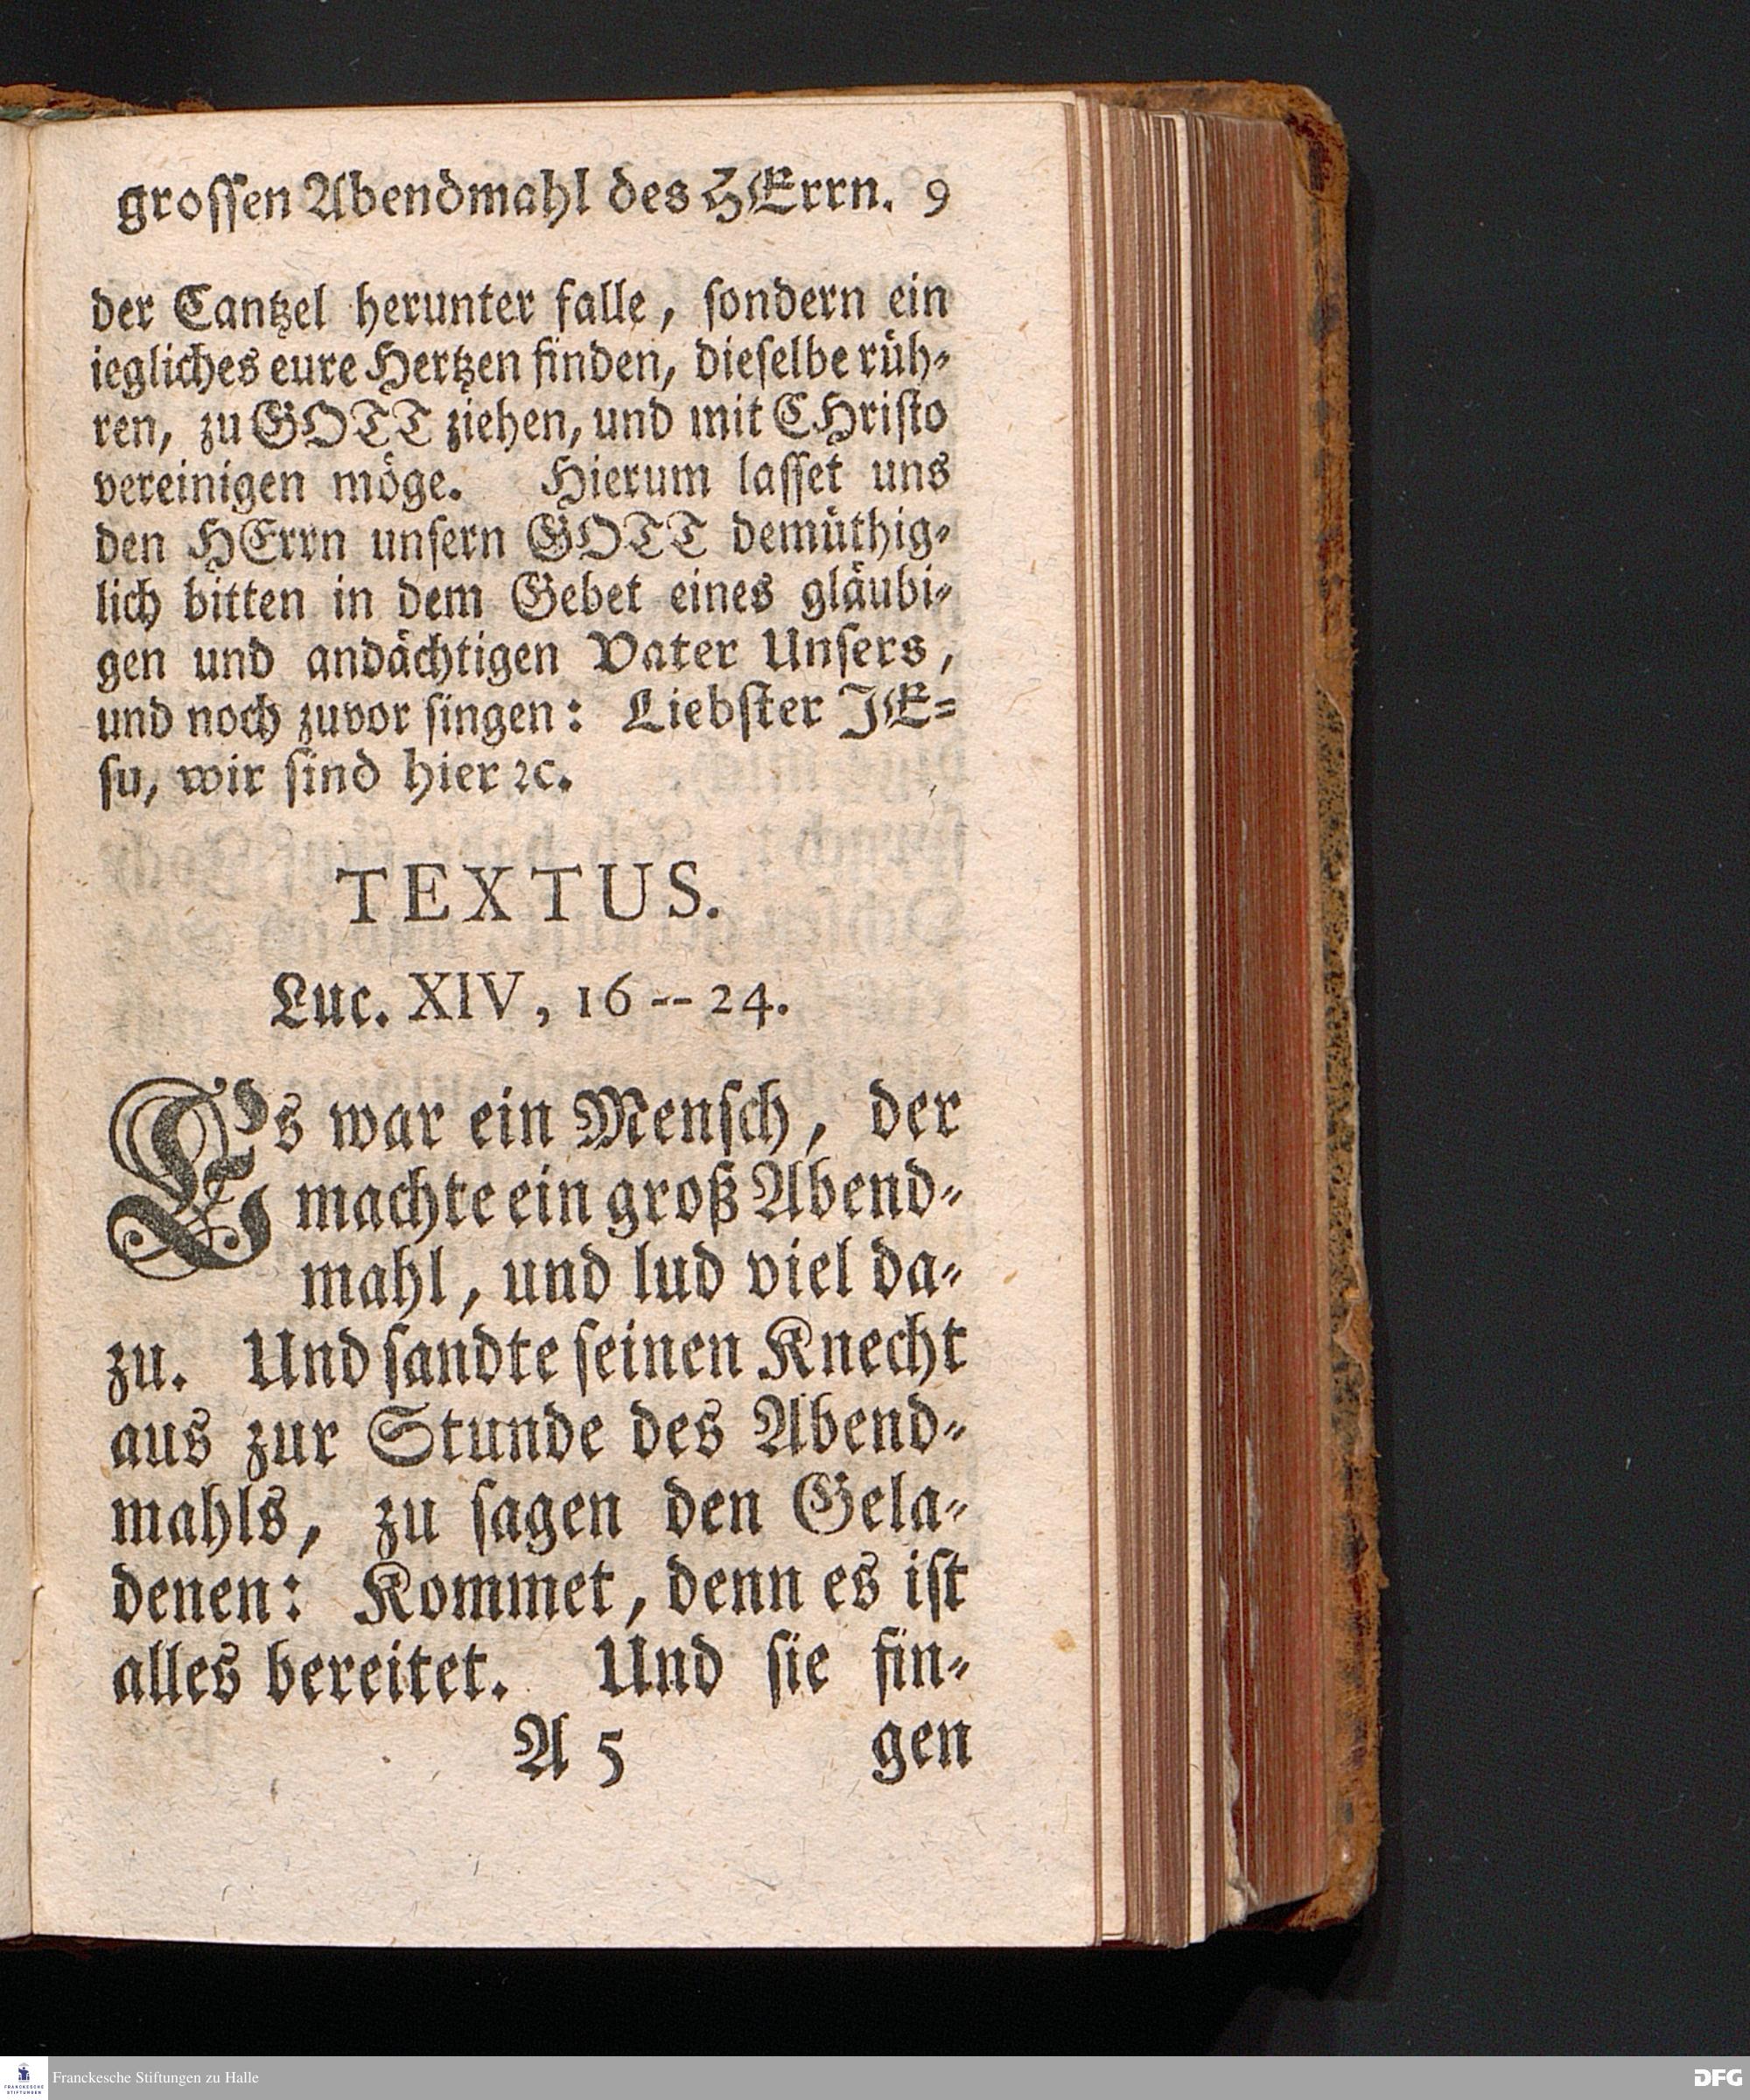 grossen Abendmahl des HErrn. 9
der Cantzel herunter falle, sondern ein
iegliches eure Hertzen finden, dieselbe rüh-
ren, zu GOTT ziehen, und mit CHristo
vereinigen möge. Hierum lasset uns
den HErrn unsern GOTT demüthig-
lich bitten in dem Gebet eines gläubi-
gen und andächtigen Vater Unsers,
und noch zuvor singen: Liebster JE-
su, wir sind hier ꝛc.
TEXTUS.
Luc. XIV, 16--24.
Es war ein Mensch, der
machte ein groß Abend-
mahl, und lud viel da-
zu. Und sandte seinen Knecht
aus zur Stunde des Abend-
mahls, zu sagen den Gela-
denen: Kommet, denn es ist
alles bereitet. Und sie fin-
A 5 gen
FRANCKESCHE STIFTUNGEN
Franckesche Stiftungen zu Halle
DFG